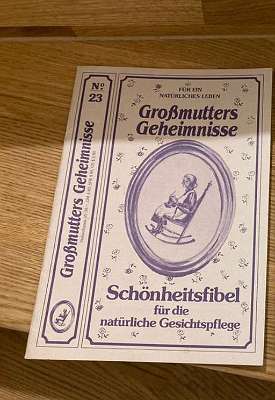 Nº
23
Großmutters Geheimnisse
FÜR EIN
NATÜRLICHES LEBEN
Großmutters
Geheimnisse
Schönheitsfibel
für die
natürliche Gesichtspflege